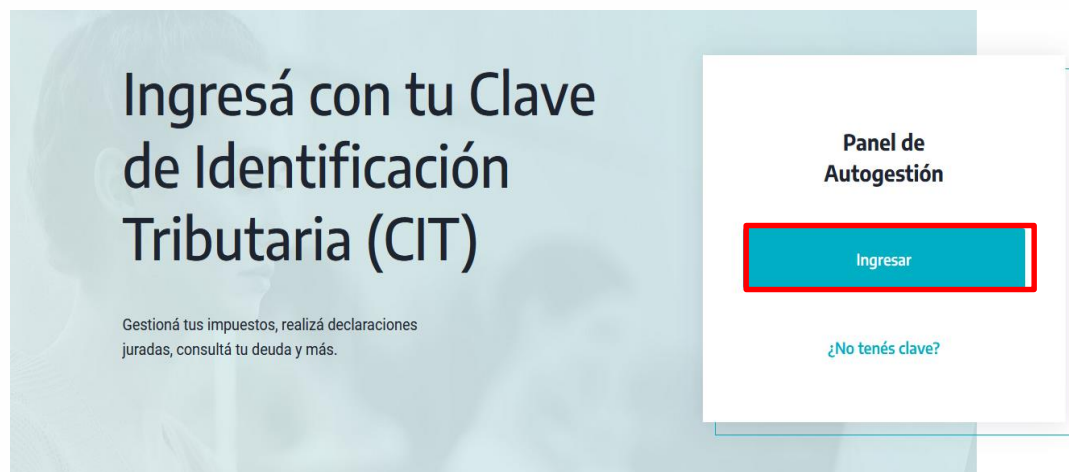 Ingresá con tu Clave
de Identificación
Tributaria (CIT)
Gestioná tus impuestos, realizá declaraciones
juradas, consultá tu deuda y más.
Panel de
Autogestión
Ingresar
¿No tenés clave?